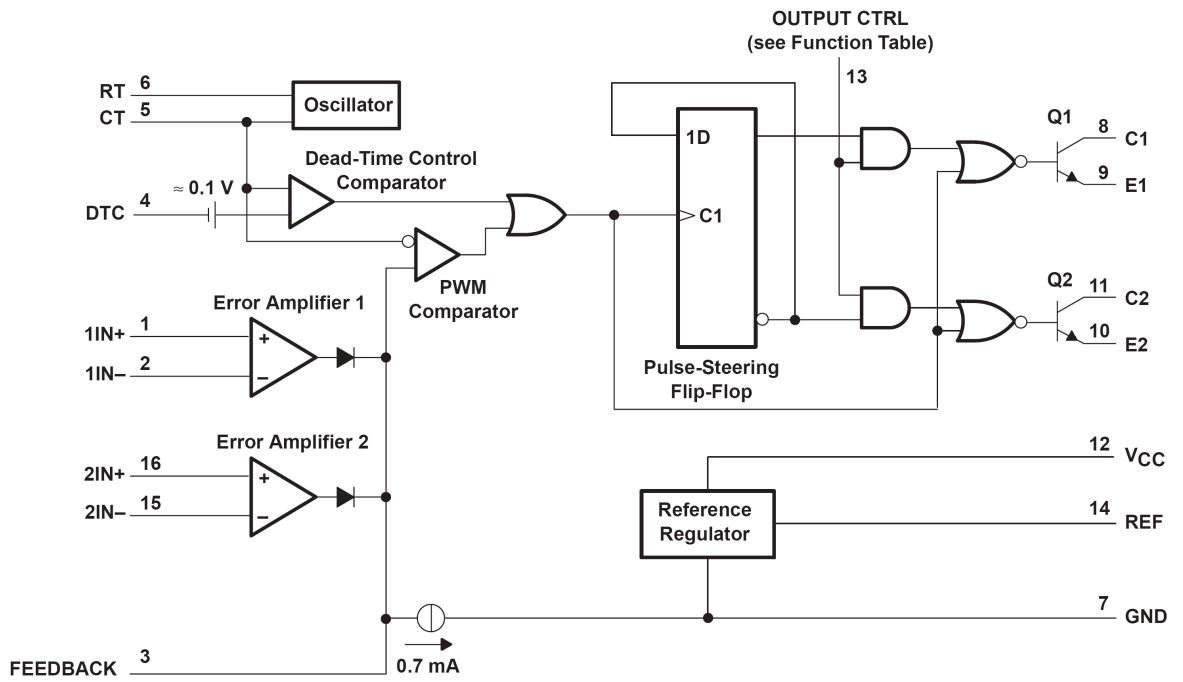 OUTPUT CTRL
(see Function Table)
13
RT 6
CT 5
Oscillator
Dead-Time Control
Comparator
≈ 0.1 V
DTC 4
PWM
Comparator
1D
C1
Pulse-Steering
Flip-Flop
Q1
8 C1
9 E1
Q2
11 C2
10 E2
Error Amplifier 1
1IN+ 1
+
1IN– 2
–
Error Amplifier 2
2IN+ 16
+
2IN– 15
–
12 VCC
Reference
Regulator
14 REF
7 GND
0.7 mA
FEEDBACK 3